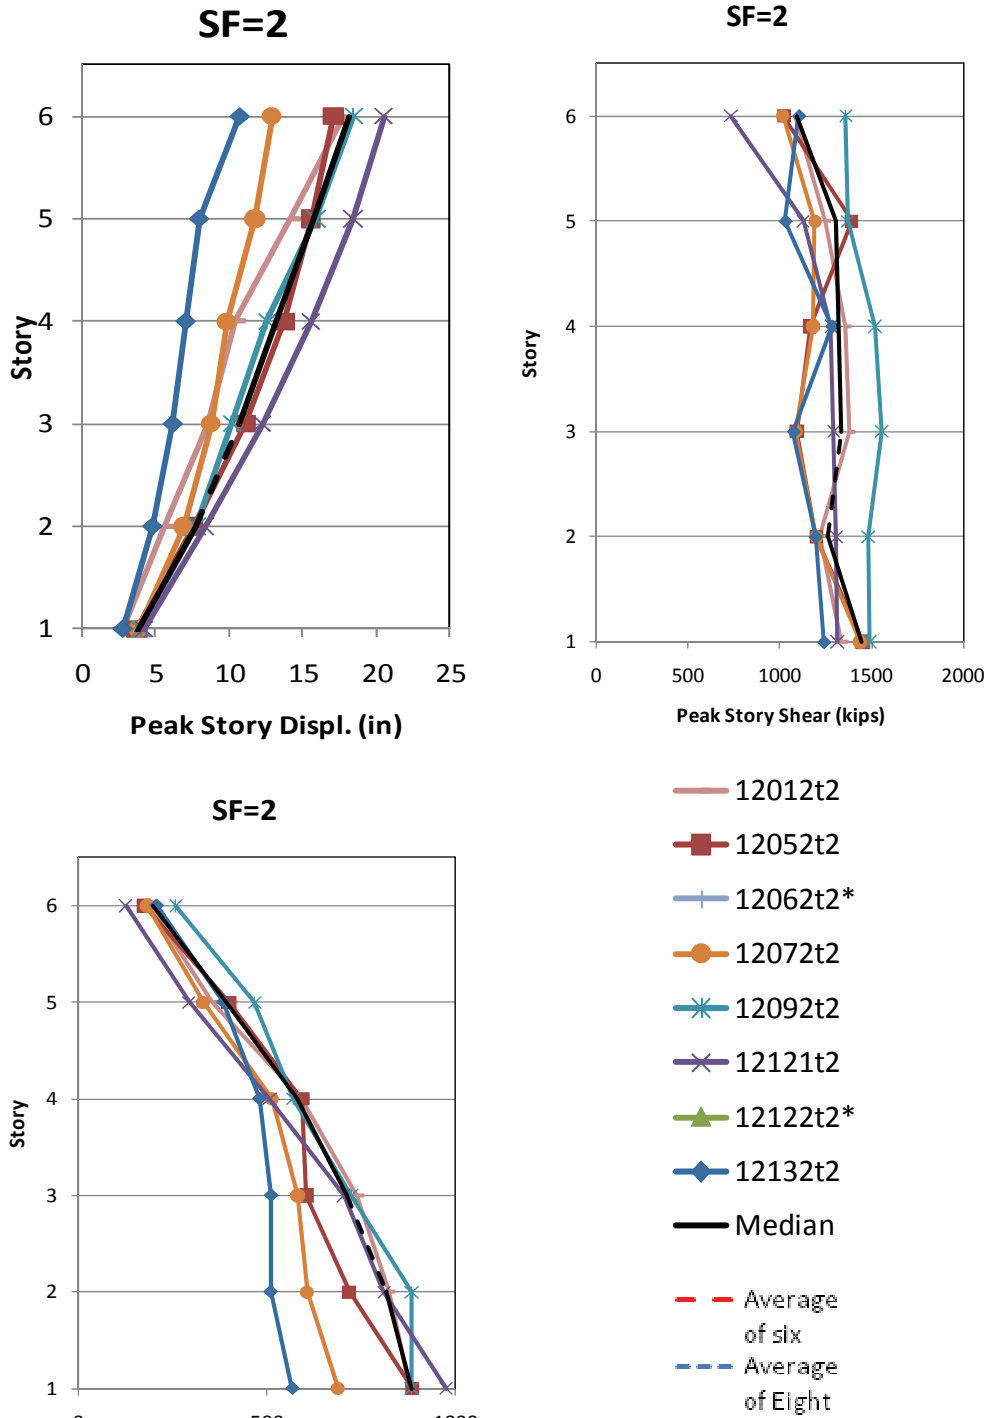 SF=2
6
5
4
3
2
1
Story
0 5 10 15 20 25
Peak Story Displ. (in)
SF=2
6
5
4
3
2
1
Story
0 500 1000 1500 2000
Peak Story Shear (kips)
SF=2
6
5
4
3
2
1
Story
0 500 1000
12012t2
12052t2
12062t2*
12072t2
12092t2
12121t2
12122t2*
12132t2
Median
Average
of six
Average
of Eight